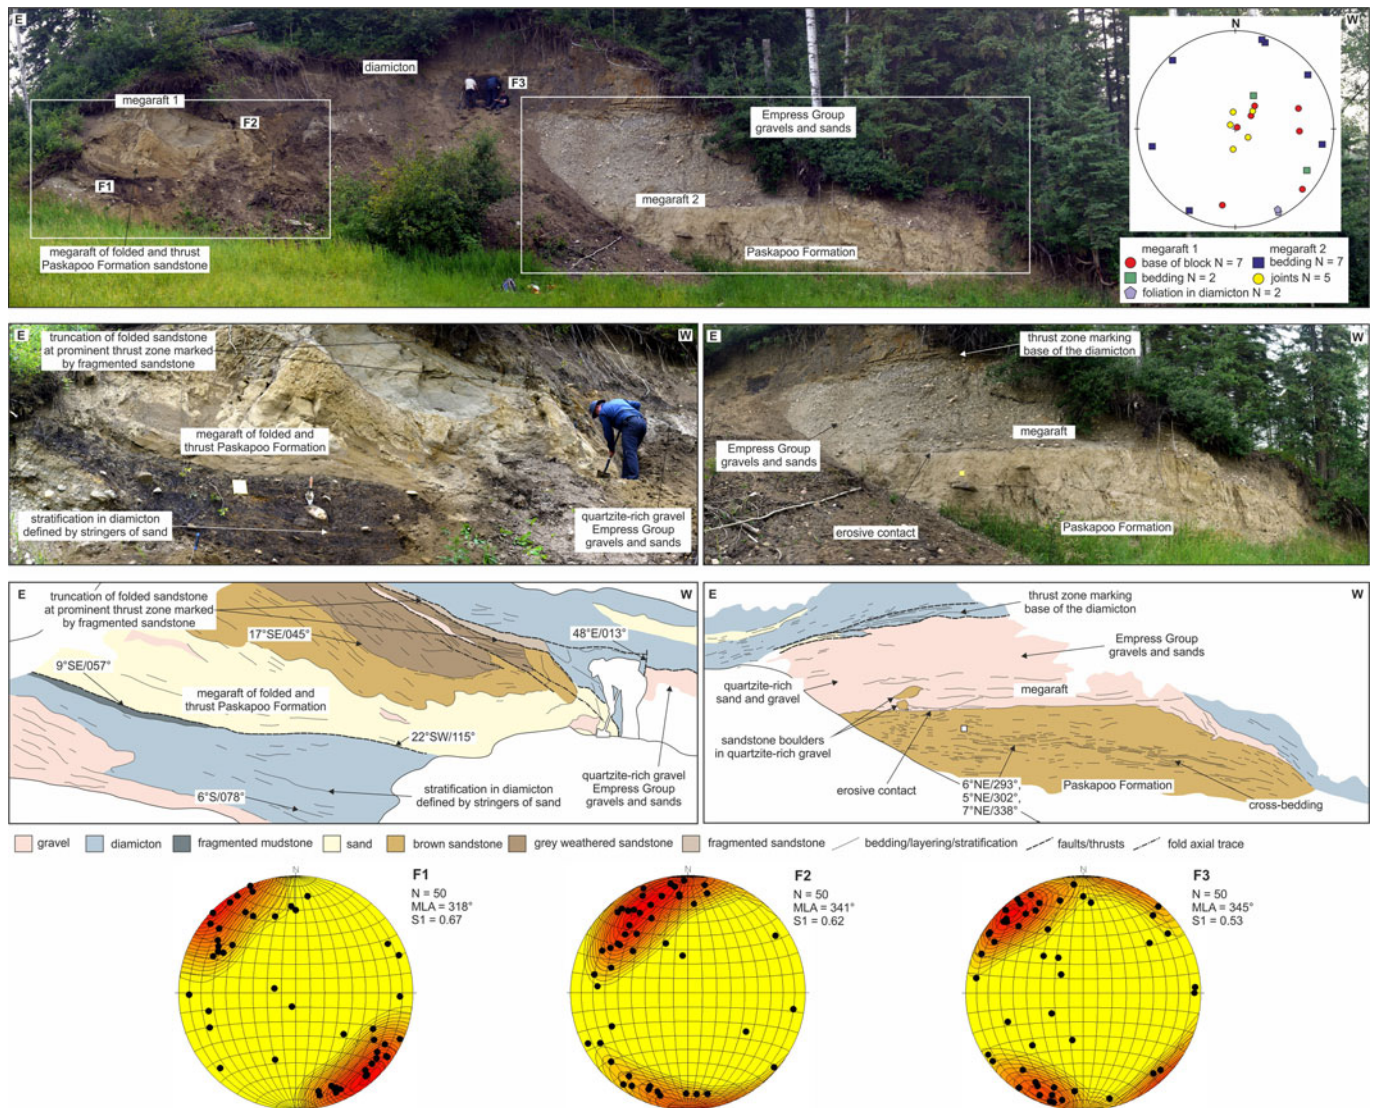 E
W
diamicton
F3
megaraft 1
F2
Empress Group
gravels and sands
F1
megaraft 2
megaraft of folded and thrust
Paskapoo Formation sandstone
Paskapoo Formation
N
megaraft 1
megaraft 2
base of block N = 7
bedding N = 7
bedding N = 2
joints N = 5
foliation in diamicton N = 2
E
W
truncation of folded sandstone
at prominent thrust zone marked
by fragmented sandstone
megaraft of folded and
thrust Paskapoo Formation
stratification in diamicton
defined by stringers of sand
quartzite-rich gravel
Empress Group
gravels and sands
E
W
thrust zone marking
base of the diamicton
megaraft
Empress Group
gravels and sands
erosive contact
Paskapoo Formation
E
W
truncation of folded sandstone
at prominent thrust zone marked
by fragmented sandstone
17°SE/045°
48°E/013°
9°SE/057°
megaraft of folded and
thrust Paskapoo Formation
22°SW/115°
6°S/078°
stratification in diamicton
defined by stringers of sand
quartzite-rich gravel
Empress Group
gravels and sands
E
W
thrust zone marking
base of the diamicton
Empress Group
gravels and sands
quartzite-rich
sand and gravel
megaraft
sandstone boulders
in quartzite-rich gravel
erosive contact
6°NE/293°,
5°NE/302°,
7°NE/338°
Paskapoo Formation
cross-bedding
gravel
diamicton
fragmented mudstone
sand
brown sandstone
grey weathered sandstone
fragmented sandstone
bedding/layering/stratification
faults/thrusts
fold axial trace
N
F1
N = 50
MLA = 318°
S1 = 0.67
N
F2
N = 50
MLA = 341°
S1 = 0.62
N
F3
N = 50
MLA = 345°
S1 = 0.53